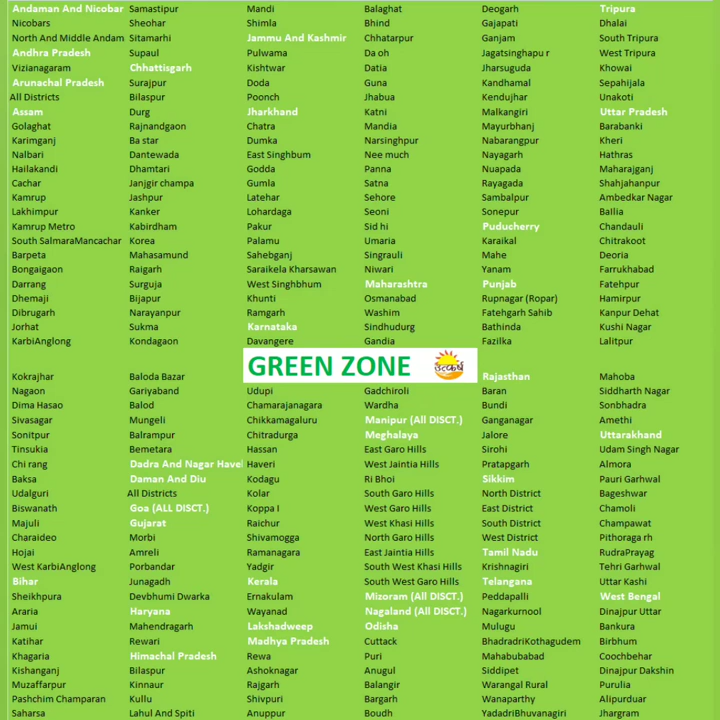 Andaman And Nicobar
Nicobars
North And Middle Andam
Andhra Pradesh
Vizianagaram
Arunachal Pradesh
All Districts
Assam
Golaghat
Karimganj
Nalbari
Hailakandi
Cachar
Kamrup
Lakhimpur
Kamrup Metro
South SalmaraMancachar
Barpeta
Bongaigaon
Darrang
Dhemaji
Dibrugarh
Jorhat
KarbiAnglong
Kokrajhar
Nagaon
Dima Hasao
Sivasagar
Sonitpur
Tinsukia
Chi rang
Baksa
Udalguri
Biswanath
Majuli
Charaideo
Hojai
West KarbiAnglong
Bihar
Sheikhpura
Araria
Jamui
Katihar
Khagaria
Kishanganj
Muzaffarpur
Pashchim Champaran
Saharsa
Samastipur
Sheohar
Sitamarhi
Supaul
Chhattisgarh
Surajpur
Bilaspur
Durg
Rajnandgaon
Ba star
Dantewada
Dhamtari
Janjgir champa
Jashpur
Kanker
Kabirdham
Korea
Mahasamund
Raigarh
Surguja
Bijapur
Narayanpur
Sukma
Kondagaon
Baloda Bazar
Gariyaband
Balod
Mungeli
Balrampur
Bemetara
Dadra And Nagar Havel
Daman And Diu
All Districts
Goa (ALL DISCT.)
Gujarat
Morbi
Amreli
Porbandar
Junagadh
Devbhumi Dwarka
Haryana
Mahendragarh
Rewari
Himachal Pradesh
Bilaspur
Kinnaur
Kullu
Lahul And Spiti
Mandi
Shimla
Jammu And Kashmir
Pulwama
Kishtwar
Doda
Poonch
Jharkhand
Chatra
Dumka
East Singhbum
Godda
Gumla
Latehar
Lohardaga
Pakur
Palamu
Sahebganj
Saraikela Kharsawan
West Singhbhum
Khunti
Ramgarh
Karnataka
Davangere
GREEN ZONE
Udupi
Chamarajanagara
Chikkamagaluru
Chitradurga
Hassan
Haveri
Kodagu
Kolar
Koppa l
Raichur
Shivamogga
Ramanagara
Yadgir
Kerala
Ernakulam
Wayanad
Lakshadweep
Madhya Pradesh
Rewa
Ashoknagar
Rajgarh
Shivpuri
Anuppur
Balaghat
Bhind
Chhatarpur
Da oh
Datia
Guna
Jhabua
Katni
Mandia
Narsinghpur
Nee much
Panna
Satna
Sehore
Seoni
Sid hi
Umaria
Singrauli
Niwari
Maharashtra
Osmanabad
Washim
Sindhudurg
Gandia
Gadchiroli
Wardha
Manipur (All DISCT.)
Meghalaya
East Garo Hills
West Jaintia Hills
Ri Bhoi
South Garo Hills
West Garo Hills
West Khasi Hills
North Garo Hills
East Jaintia Hills
South West Khasi Hills
South West Garo Hills
Mizoram (All DISCT.)
Nagaland (All DISCT.)
Odisha
Cuttack
Puri
Anugul
Balangir
Bargarh
Boudh
Deogarh
Gajapati
Ganjam
Jagatsinghapu r
Jharsuguda
Kandhamal
Kendujhar
Malkangiri
Mayurbhanj
Nabarangpur
Nayagarh
Nuapada
Rayagada
Sambalpur
Sonepur
Puducherry
Karaikal
Mahe
Yanam
Punjab
Rupnagar (Ropar)
Fatehgarh Sahib
Bathinda
Fazilka
Rajasthan
Baran
Bundi
Ganganagar
Jalore
Sirohi
Pratapgarh
Sikkim
North District
East District
South District
West District
Tamil Nadu
Krishnagiri
Telangana
Peddapalli
Nagarkurnool
Mulugu
BhadradriKothagudem
Mahabubabad
Siddipet
Warangal Rural
Wanaparthy
YadadriBhuvanagiri
Tripura
Dhalai
South Tripura
West Tripura
Khowai
Sepahijala
Unakoti
Uttar Pradesh
Barabanki
Kheri
Hathras
Maharajganj
Shahjahanpur
Ambedkar Nagar
Ballia
Chandauli
Chitrakoot
Deoria
Farrukhabad
Fatehpur
Hamirpur
Kanpur Dehat
Kushi Nagar
Lalitpur
Mahoba
Siddharth Nagar
Sonbhadra
Amethi
Uttarakhand
Udam Singh Nagar
Almora
Pauri Garhwal
Bageshwar
Chamoli
Champawat
Pithoraga rh
RudraPrayag
Tehri Garhwal
Uttar Kashi
West Bengal
Dinajpur Uttar
Bankura
Birbhum
Coochbehar
Dinajpur Dakshin
Purulia
Alipurduar
Jhargram